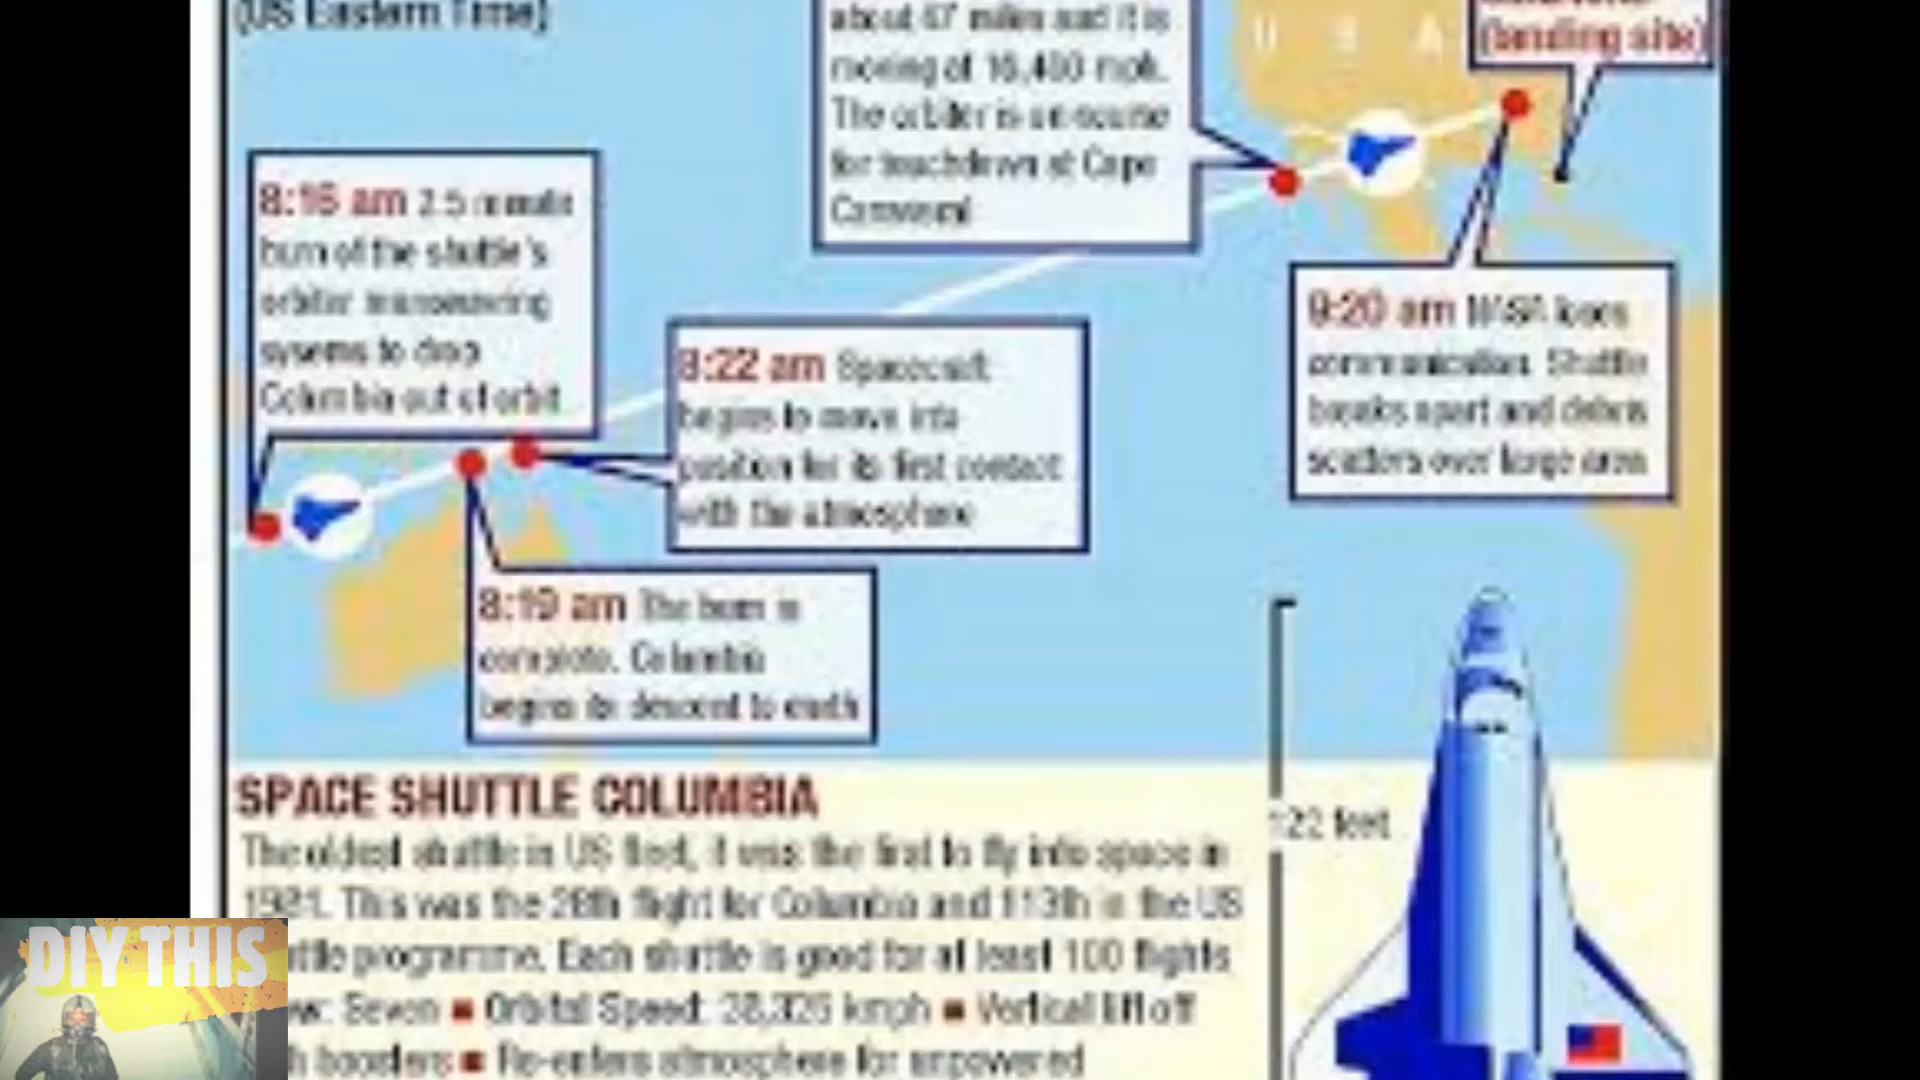 (US Eastern Time)
about 47 miles and it is
moving at 16,400 mph.
The orbiter is on course
for touchdown at Cape
Canaveral
U S A
(landing site)
8:16 am 2.5 minute
burn of the shuttle's
orbiter maneuvering
sysems to drop
Columbia out of orbit
8:22 am Spacecraft
begins to move into
position for its first contact
with the atmosphere
9:20 am NASA loses
communication. Shuttle
breaks apart and debris
scatters over large area
8:19 am The burn is
complete. Columbia
begins its descent to earth
SPACE SHUTTLE COLUMBIA
The oldest shuttle in US fleet, it was the first to fly into space in
1981. This was the 28th flight for Columbia and 113th in the US
programme. Each shuttle is good for at least 100 flights
Seven ■ Orbital Speed: 28,325 kmph ■ Vertical lift off
boosters ■ Re-enters atmosphere for unpowered
122 feet
DIY THIS